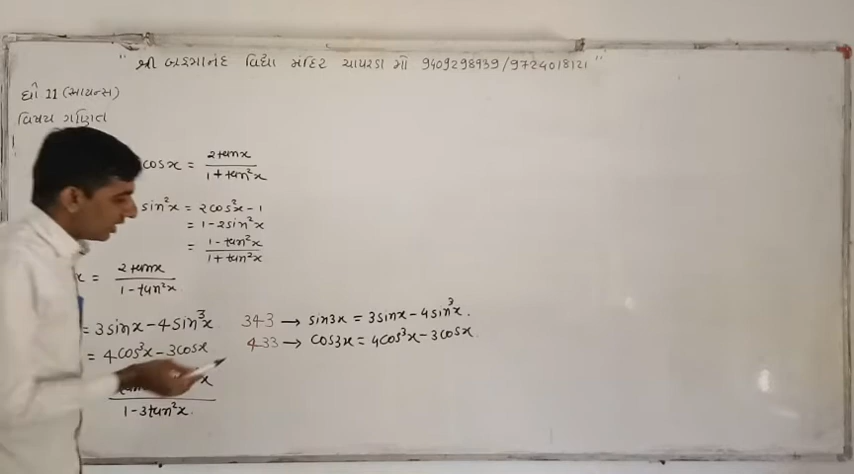 " શ્રી બ્રહ્માનંદ વિદ્યા મંદિર ચાપરડા મો 9409298939/9724018121 "
ધો 11 (સાયન્સ)
વિષય ગણિત
cosx = 2tanx / 1+tan²x
sin²x = 2cos²x - 1
= 1 - 2sin²x
= 1 - tan²x / 1 + tan²x
x = 2tanx / 1 - tan²x
= 3sinx - 4sin³x 343 → sin3x = 3sinx - 4sin³x.
= 4cos³x - 3cosx 433 → cos3x = 4cos³x - 3cosx.
x / 1 - 3tan²x.